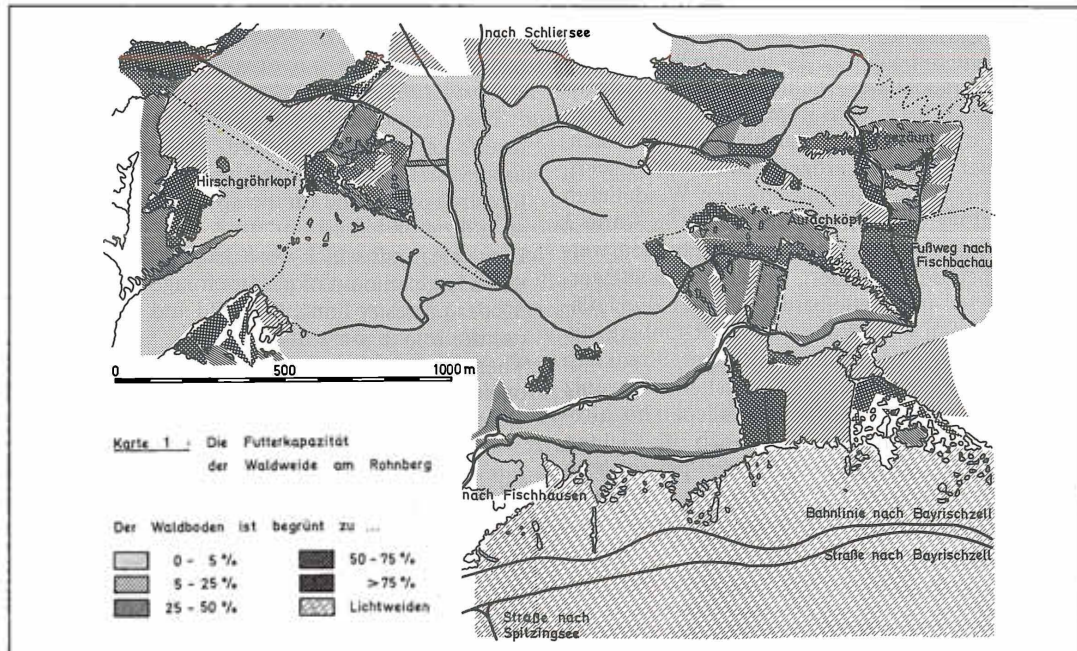 nach Schliersee
gezäunt
Hirschgröhrkopf
Aurachköpfe
Fußweg nach
Fischbachau
0 500 1000 m
Karte 1 : Die Futterkapazität
der Waldweide am Rohnberg
nach Fischhausen
Bahnlinie nach Bayrischzell
Straße nach Bayrischzell
Der Waldboden ist begrünt zu ...
0 - 5 %
5 - 25 %
25 - 50 %
50 - 75 %
>75 %
Lichtweiden
Straße nach
Spitzingsee